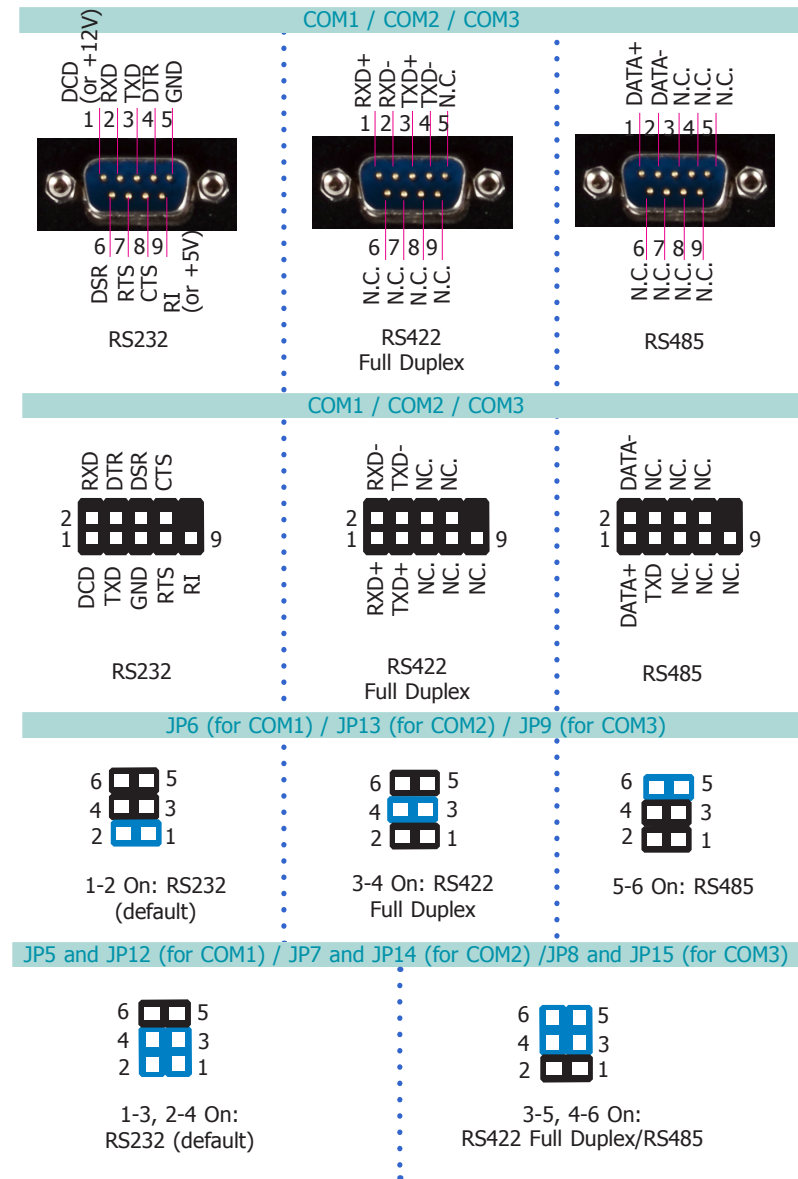 COM1 / COM2 / COM3
DCD
(or +12V)
RXD
TXD
DTR
GND
1 2 3 4 5
6 7 8 9
DSR
RTS
CTS
RI
(or +5V)
RS232
RXD+
RXD-
TXD+
TXD-
N.C.
1 2 3 4 5
6 7 8 9
N.C.
N.C.
N.C.
N.C.
RS422
Full Duplex
DATA+
DATA-
N.C.
N.C.
N.C.
1 2 3 4 5
6 7 8 9
N.C.
N.C.
N.C.
N.C.
RS485
COM1 / COM2 / COM3
RXD
DTR
DSR
CTS
2
1 9
DCD
TXD
GND
RTS
RI
RS232
RXD-
TXD-
NC.
NC.
2
1 9
RXD+
TXD+
NC.
NC.
NC.
RS422
Full Duplex
DATA-
NC.
NC.
NC.
2
1 9
DATA+
TXD
NC.
NC.
NC.
RS485
JP6 (for COM1) / JP13 (for COM2) / JP9 (for COM3)
6 5
4 3
2 1
1-2 On: RS232
(default)
6 5
4 3
2 1
3-4 On: RS422
Full Duplex
6 5
4 3
2 1
5-6 On: RS485
JP5 and JP12 (for COM1) / JP7 and JP14 (for COM2) /JP8 and JP15 (for COM3)
6 5
4 3
2 1
1-3, 2-4 On:
RS232 (default)
6 5
4 3
2 1
3-5, 4-6 On:
RS422 Full Duplex/RS485